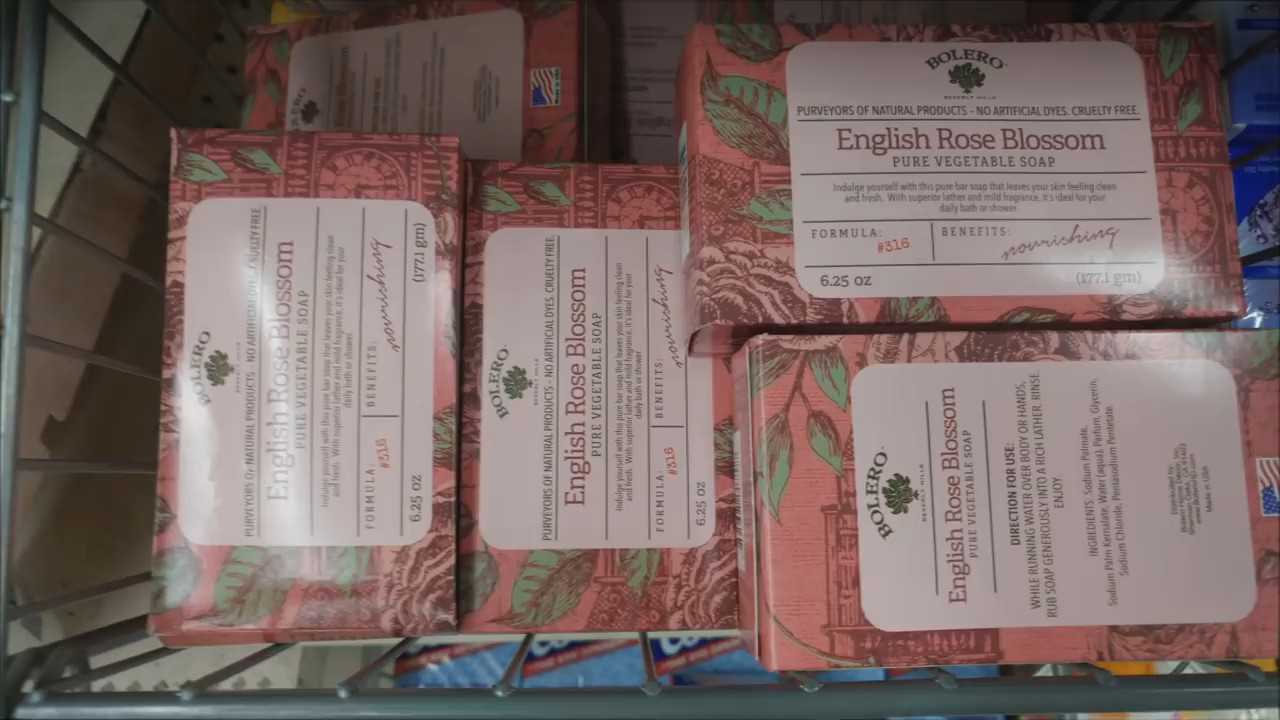 BOLERO
BEVERLY HILLS
PURVEYORS OF NATURAL PRODUCTS - NO ARTIFICIAL DYES. CRUELTY FREE.
English Rose Blossom
PURE VEGETABLE SOAP
Indulge yourself with this pure bar soap that leaves your skin feeling clean
and fresh. With superior lather and mild fragrance, it's ideal for your
daily bath or shower.
FORMULA: #316
BENEFITS: nourishing
6.25 oz (177.1 gm)
BOLERO
BEVERLY HILLS
PURVEYORS OF NATURAL PRODUCTS - NO ARTIFICIAL DYES. CRUELTY FREE.
English Rose Blossom
PURE VEGETABLE SOAP
Indulge yourself with this pure bar soap that leaves your skin feeling clean
and fresh. With superior lather and mild fragrance, it's ideal for your
daily bath or shower.
FORMULA: #316
BENEFITS: nourishing
6.25 oz (177.1 gm)
BOLERO
BEVERLY HILLS
PURVEYORS OF NATURAL PRODUCTS - NO ARTIFICIAL DYES. CRUELTY FREE.
English Rose Blossom
PURE VEGETABLE SOAP
Indulge yourself with this pure bar soap that leaves your skin feeling clean
and fresh. With superior lather and mild fragrance, it's ideal for your
daily bath or shower
FORMULA: #316
BENEFITS: nourishing
6.25 oz
BOLERO
BEVERLY HILLS
English Rose Blossom
PURE VEGETABLE SOAP
DIRECTION FOR USE:
WHILE RUNNING WATER OVER BODY OR HANDS,
RUB SOAP GENEROUSLY INTO A RICH LATHER. RINSE.
ENJOY.
INGREDIENTS: Sodium Palmate,
Sodium Palm Kernalate, Water (aqua), Parfum, Glycerin,
Sodium Chloride, Pentasodium Pentetate.
Distributed by:
Made in USA